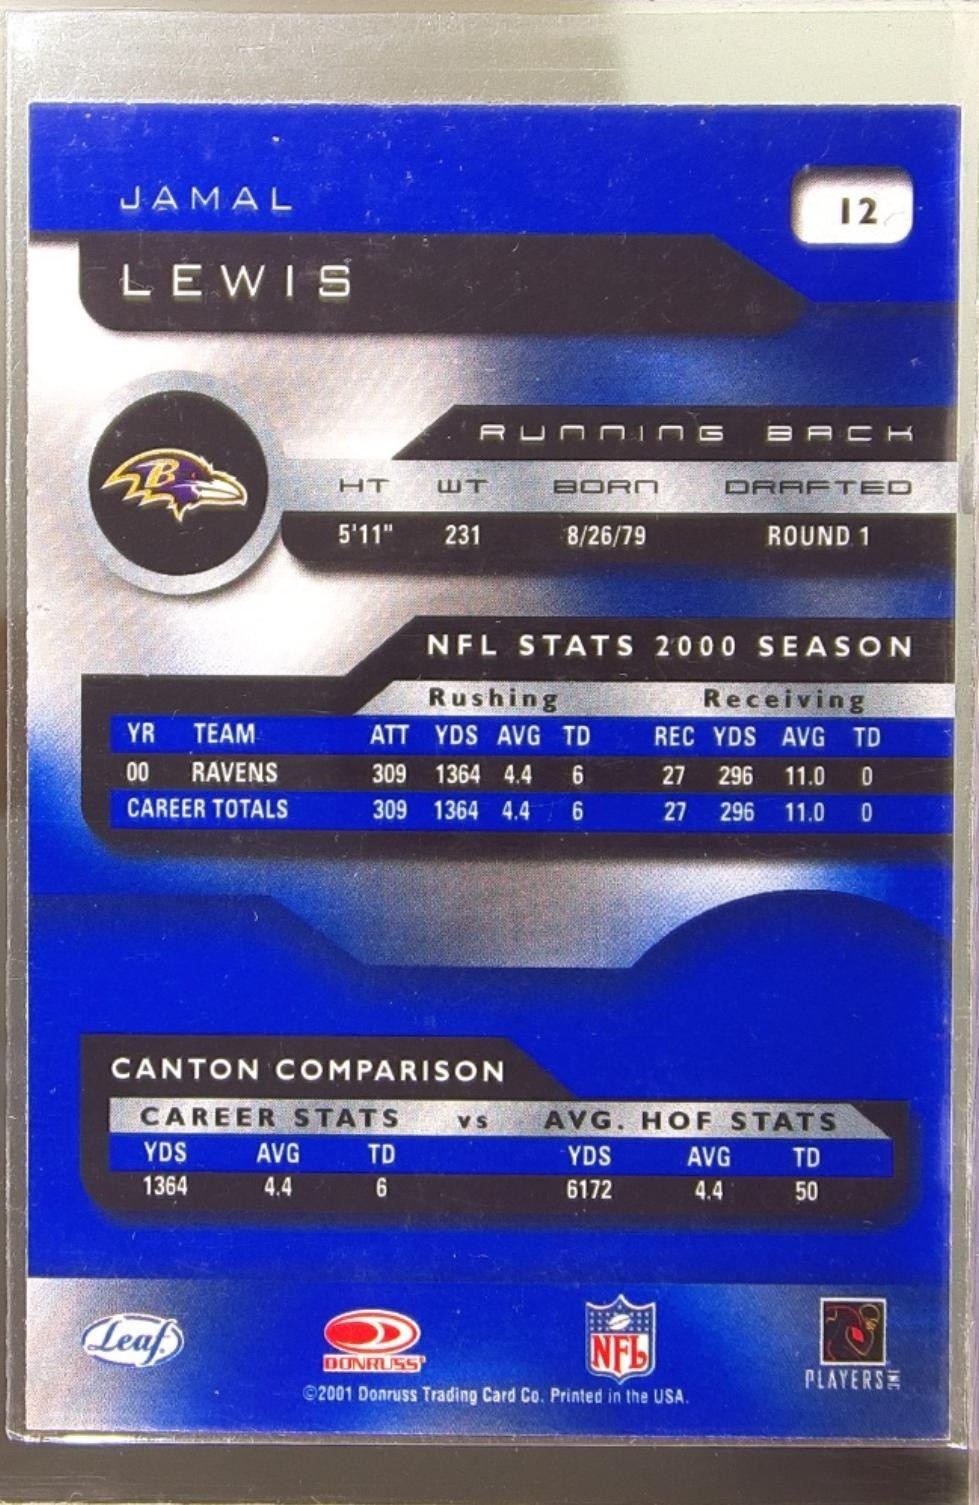 JAMAL
12
LEWIS
RUNNING BACK
HT WT BORN DRAFTED
5'11" 231 8/26/79 ROUND 1
NFL STATS 2000 SEASON
Rushing Receiving
YR TEAM ATT YDS AVG TD REC YDS AVG TD
00 RAVENS 309 1364 4.4 6 27 296 11.0 0
CAREER TOTALS 309 1364 4.4 6 27 296 11.0 0
CANTON COMPARISON
CAREER STATS vs AVG. HOF STATS
YDS AVG TD YDS AVG TD
1364 4.4 6 6172 4.4 50
Leaf DONRUSS NFL PLAYERS INC
©2001 Donruss Trading Card Co. Printed in the USA.
B